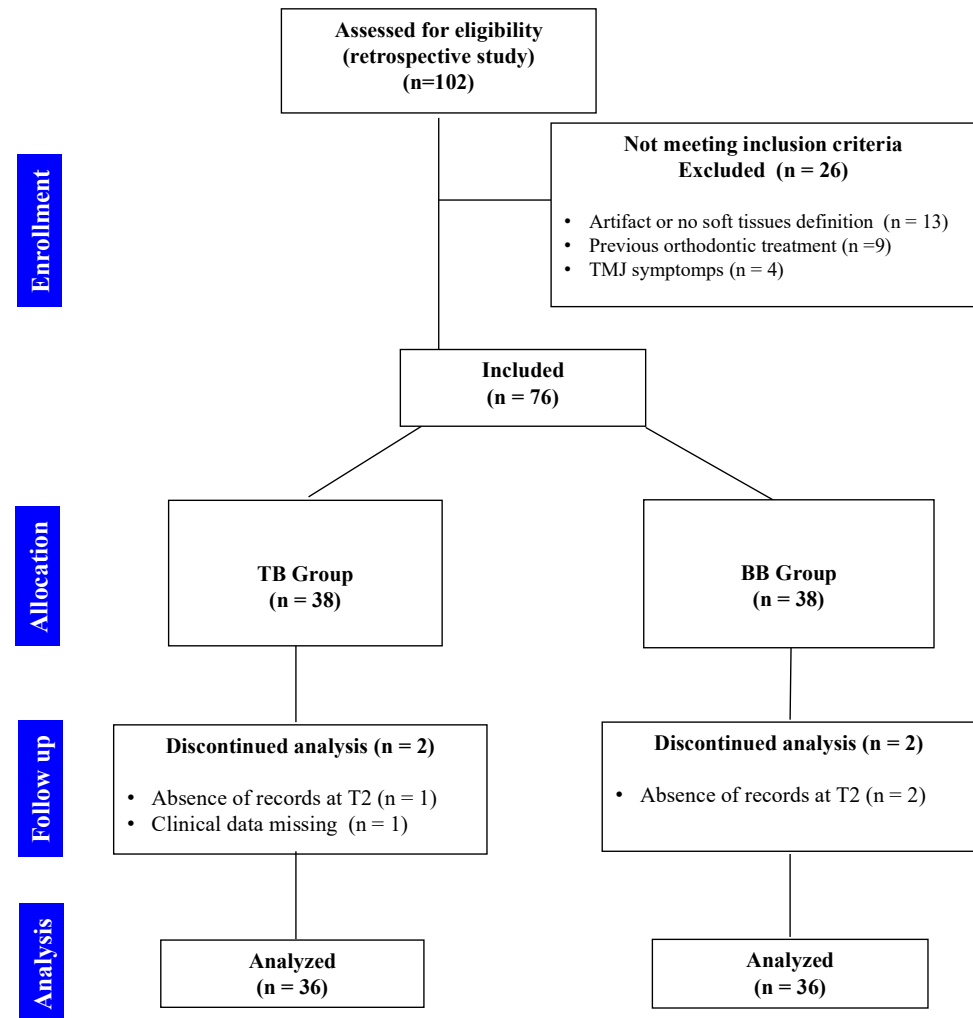 Assessed for eligibility
(retrospective study)
(n=102)
Enrollment
Not meeting inclusion criteria
Excluded (n = 26)
• Artifact or no soft tissues definition (n = 13)
• Previous orthodontic treatment (n =9)
• TMJ symptomps (n = 4)
Included
(n = 76)
Allocation
TB Group
(n = 38)
BB Group
(n = 38)
Follow up
Discontinued analysis (n = 2)
• Absence of records at T2 (n = 1)
• Clinical data missing (n = 1)
Discontinued analysis (n = 2)
• Absence of records at T2 (n = 2)
Analysis
Analyzed
(n = 36)
Analyzed
(n = 36)